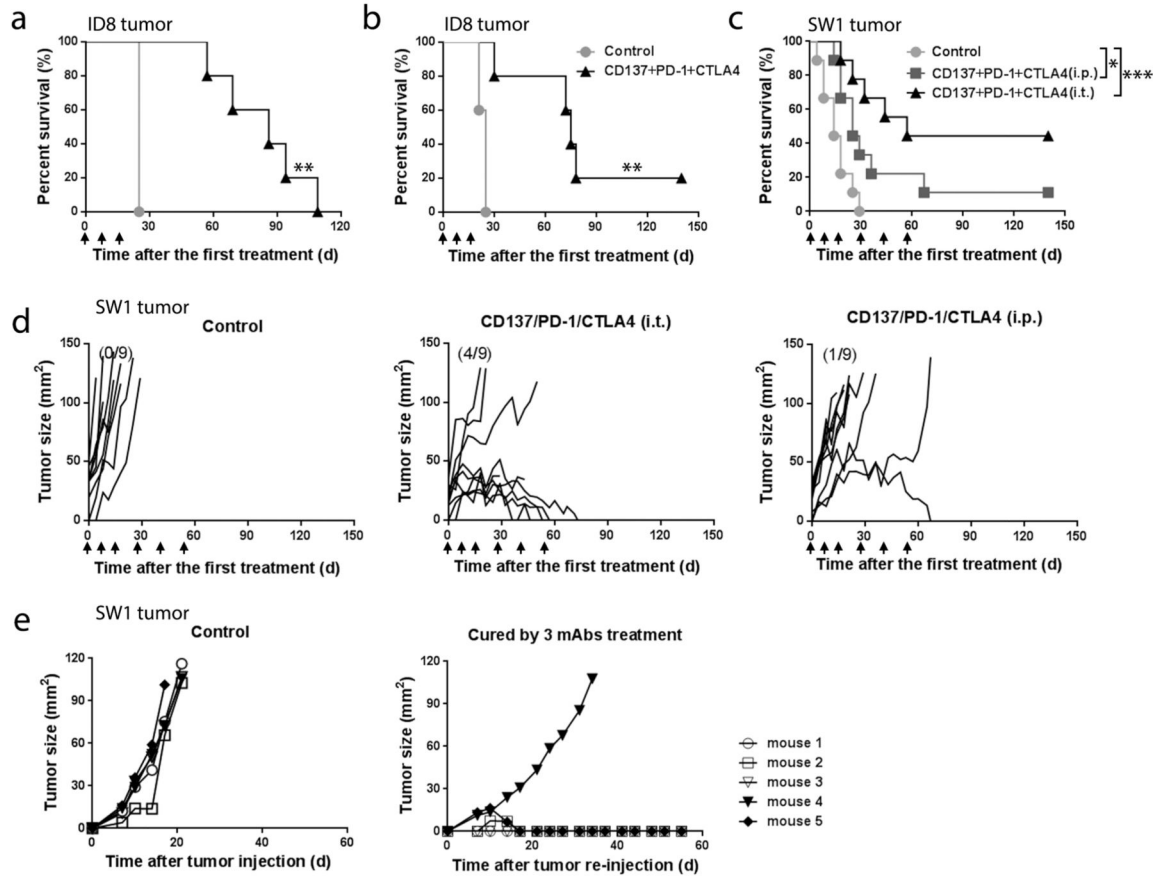 a
ID8 tumor
Percent survival (%)
100
80
60
40
20
0
**
0
30
60
90
120
Time after the first treatment (d)
b
ID8 tumor
Percent survival (%)
100
80
60
40
20
0
Control
CD137+PD-1+CTLA4
**
0
30
60
90
120
150
Time after the first treatment (d)
c
SW1 tumor
Percent survival (%)
100
80
60
40
20
0
Control
CD137+PD-1+CTLA4(i.p.)
CD137+PD-1+CTLA4(i.t.)
*
***
0
30
60
90
120
150
Time after the first treatment (d)
d
SW1 tumor
Control
(0/9)
Tumor size (mm2)
150
100
50
0
0
30
60
90
120
150
Time after the first treatment (d)
CD137/PD-1/CTLA4 (i.t.)
(4/9)
Tumor size (mm2)
150
100
50
0
0
30
60
90
120
150
Time after the first treatment (d)
CD137/PD-1/CTLA4 (i.p.)
(1/9)
Tumor size (mm2)
150
100
50
0
0
30
60
90
120
150
Time after the first treatment (d)
e
SW1 tumor
Control
Tumor size (mm2)
120
90
60
30
0
0
20
40
60
Time after tumor injection (d)
Cured by 3 mAbs treatment
Tumor size (mm2)
120
90
60
30
0
0
20
40
60
Time after tumor re-injection (d)
mouse 1
mouse 2
mouse 3
mouse 4
mouse 5